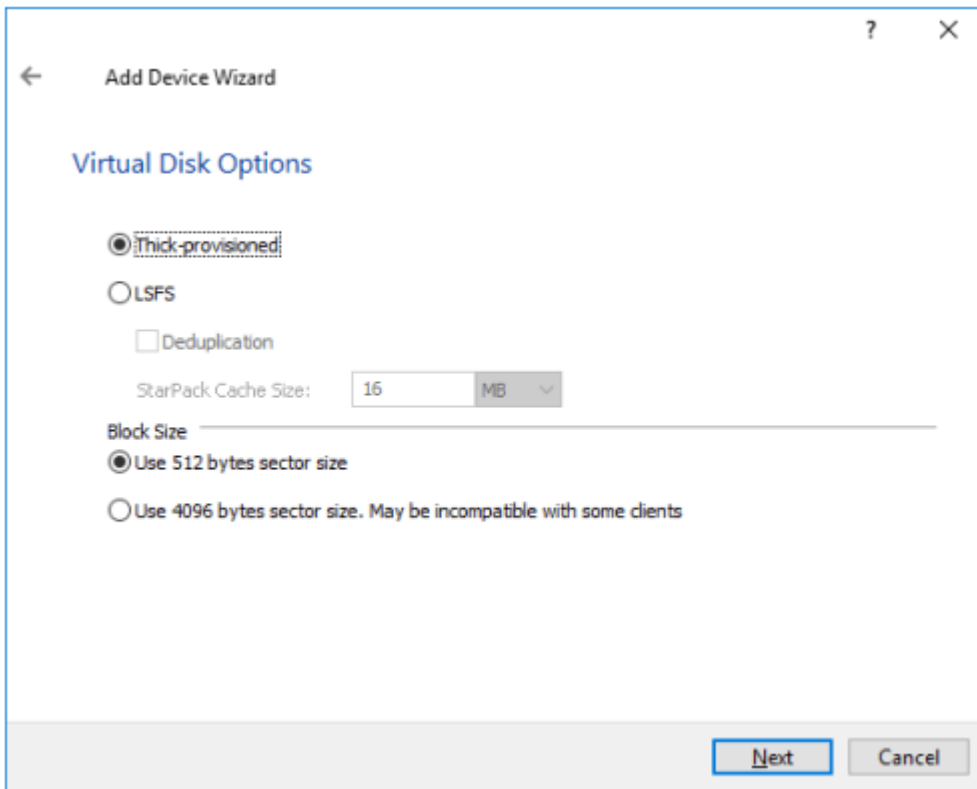 ?
Add Device Wizard
Virtual Disk Options
Thick-provisioned
LSFS
Deduplication
StarPack Cache Size: 16 MB
Block Size
Use 512 bytes sector size
Use 4096 bytes sector size. May be incompatible with some clients
Next Cancel